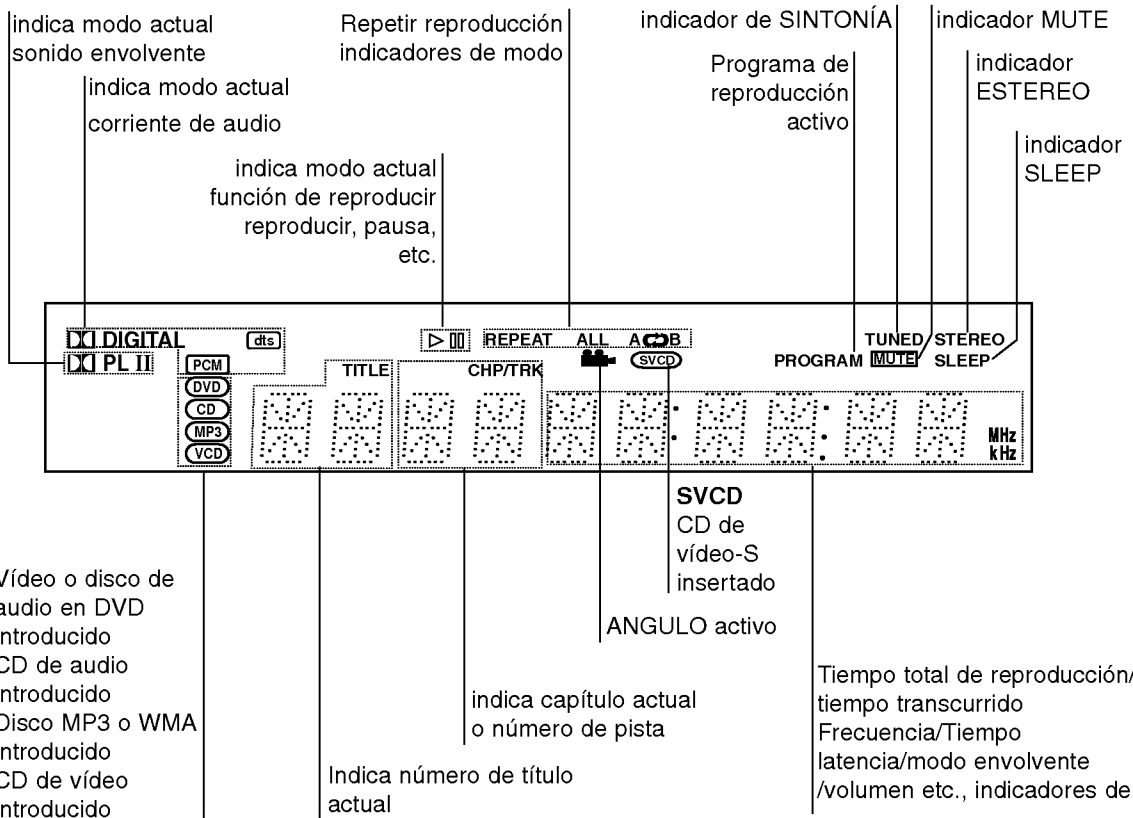 indica modo actual
sonido envolvente
indica modo actual
corriente de audio
Repetir reproducción
indicadores de modo
indicador de SINTONÍA
indicador MUTE
Programa de
reproducción
activo
indicador
ESTEREO
indicador
SLEEP
indica modo actual
función de reproducir
reproducir, pausa,
etc.
DIGITAL
dts
REPEAT ALL A B
TUNED STEREO
PL II
PCM
TITLE
CHP/TRK
SVCD
PROGRAM MUTE SLEEP
DVD
CD
MP3
VCD
MHz
kHz
SVCD
CD de
vídeo-S
insertado
ANGULO activo
Vídeo o disco de
audio en DVD
introducido
CD de audio
introducido
Disco MP3 o WMA
introducido
CD de vídeo
introducido
indica capítulo actual
o número de pista
Indica número de título
actual
Tiempo total de reproducción/
tiempo transcurrido
Frecuencia/Tiempo
latencia/modo envolvente
/volumen etc., indicadores de